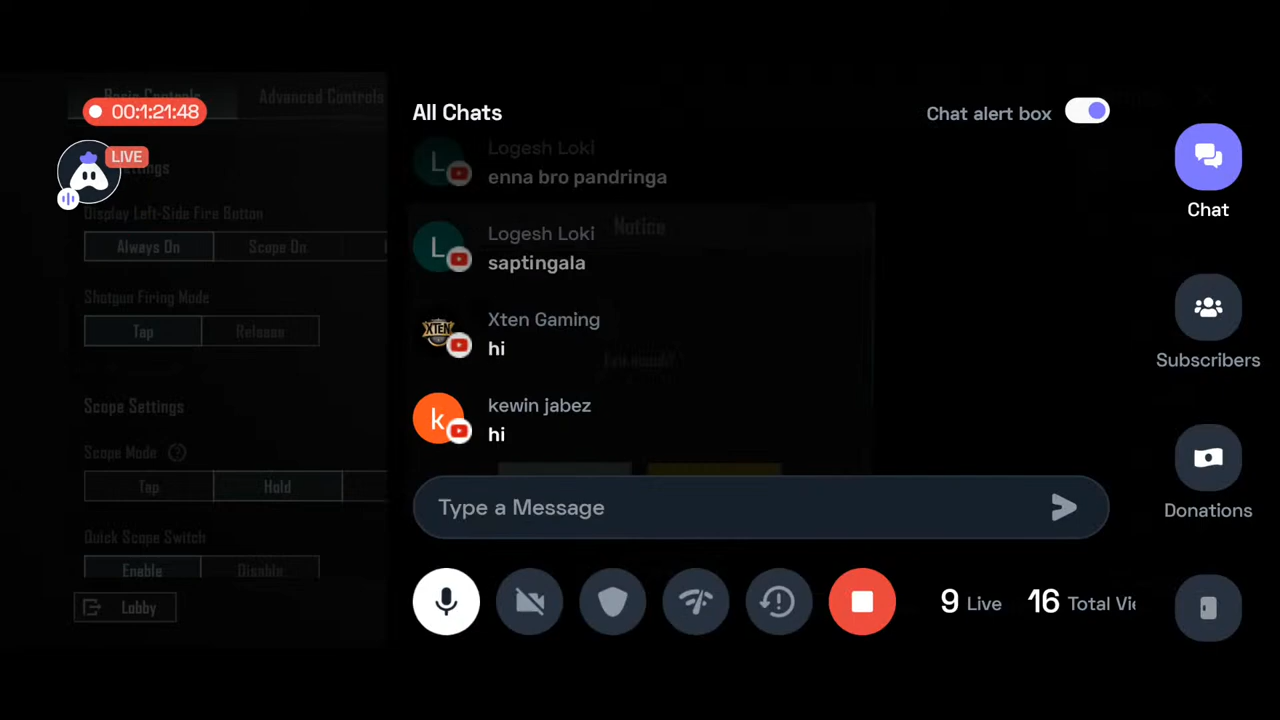 Basic Controls
Advanced Controls
00:1:21:48
LIVE
Display Left-Side Fire Button
Always On
Scope On
Shotgun Firing Mode
Tap
Release
Scope Settings
Scope Mode ?
Tap
Hold
Quick Scope Switch
Enable
Disable
Lobby
All Chats
Chat alert box
L
Logesh Loki
enna bro pandringa
Notice
L
Logesh Loki
saptingala
XTEN
Xten Gaming
hi
k
kewin jabez
hi
Type a Message
9 Live
16 Total Vie
Chat
Subscribers
Donations